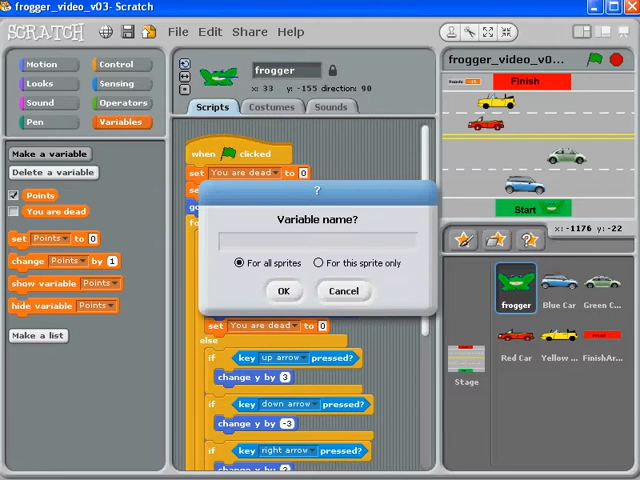 frogger_video_v03- Scratch
SCRATCH File Edit Share Help
Motion Control
Looks Sensing
Sound Operators
Pen Variables
Make a variable
Delete a variable
Points
You are dead
set Points to 0
change Points by 1
show variable Points
hide variable Points
Make a list
frogger
x: 33 y: -155 direction: 90
Scripts Costumes Sounds
when clicked
set You are dead to 0
?
Variable name?
For all sprites For this sprite only
OK Cancel
set You are dead to 0
else
if key up arrow pressed?
change y by 3
if key down arrow pressed?
change y by -3
if key right arrow pressed?
frogger_video_v0...
Finish
Start
x: -1176 y: -22
frogger Blue Car Green C...
Red Car Yellow ... FinishAr...
Stage